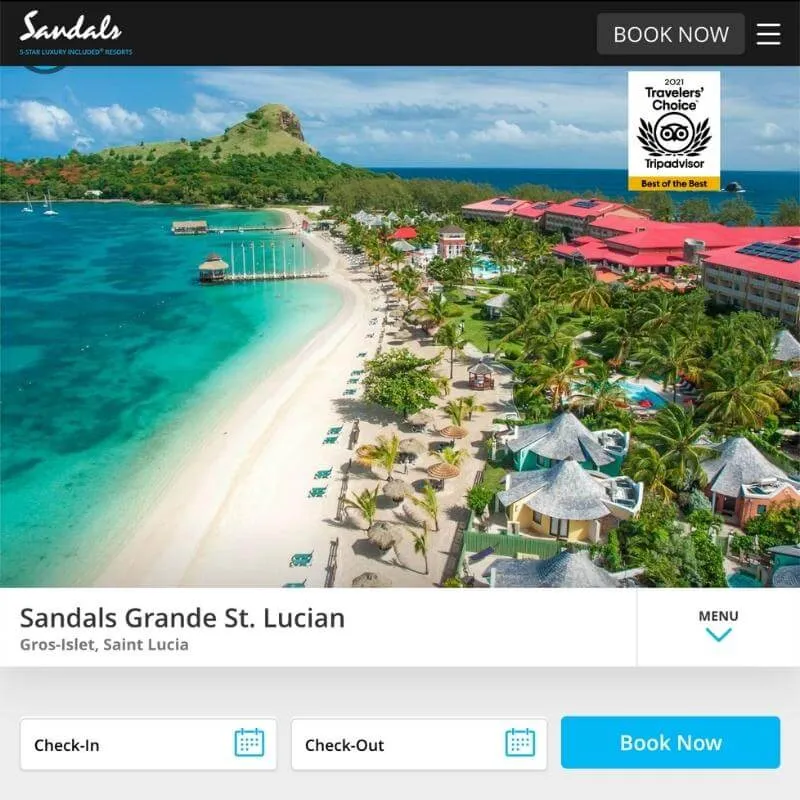 Sandals
5-STAR LUXURY INCLUDED® RESORTS
BOOK NOW
2021
Travelers'
Choice
Tripadvisor
Best of the Best
Sandals Grande St. Lucian
Gros-Islet, Saint Lucia
MENU
Check-In
Check-Out
Book Now